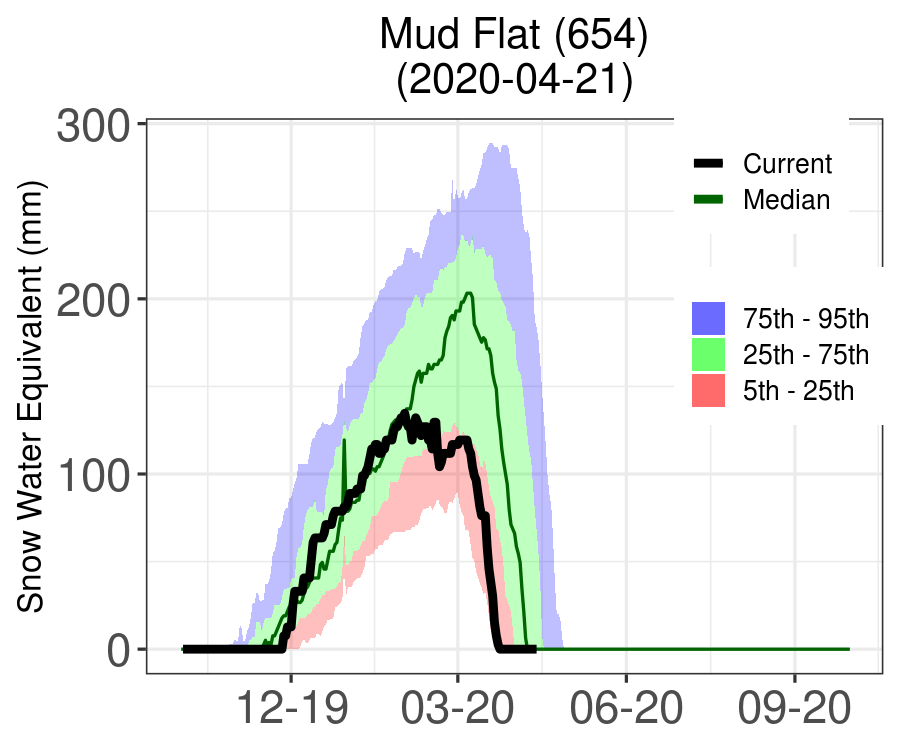 Mud Flat (654)
(2020-04-21)
Snow Water Equivalent (mm)
300
200
100
0
12-19
03-20
06-20
09-20
Current
Median
75th - 95th
25th - 75th
5th - 25th